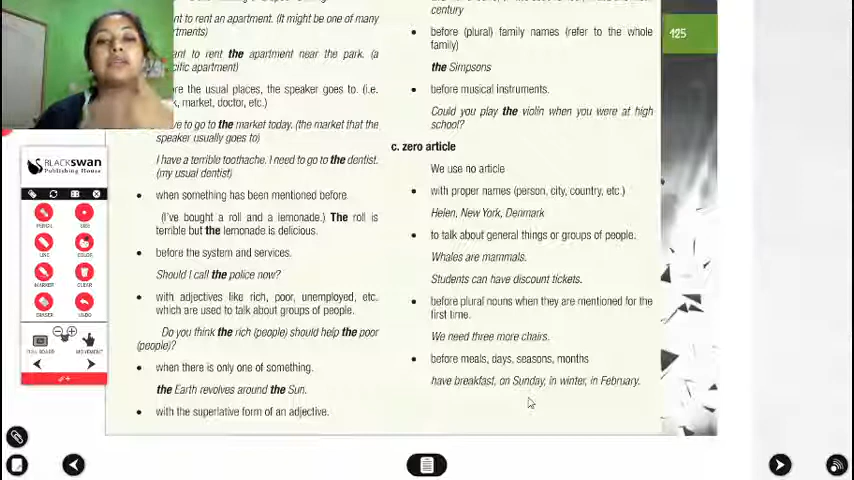 ant to rent an apartment. (It might be one of many
rtments)
ant to rent the apartment near the park. (a
cific apartment)
re the usual places, the speaker goes to. (i.e.
k, market, doctor, etc.)
ve to go to the market today. (the market that the
speaker usually goes to)
I have a terrible toothache. I need to go to the dentist.
(my usual dentist)
• when something has been mentioned before
(I've bought a roll and a lemonade.) The roll is
terrible but the lemonade is delicious.
• before the system and services.
Should I call the police now?
• with adjectives like rich, poor, unemployed, etc.
which are used to talk about groups of people.
Do you think the rich (people) should help the poor
(people)?
• when there is only one of something.
the Earth revolves around the Sun.
• with the superlative form of an adjective.
century
• before (plural) family names (refer to the whole
family)
the Simpsons
• before musical instruments.
Could you play the violin when you were at high
school?
c. zero article
We use no article
• with proper names (person, city, country, etc.)
Helen, New York, Denmark
• to talk about general things or groups of people.
Whales are mammals.
Students can have discount tickets.
• before plural nouns when they are mentioned for the
first time.
We need three more chairs.
• before meals, days, seasons, months
have breakfast, on Sunday, in winter, in February.
125
BLACKSWAN
Publishing House
LINE
COLOR
MARKER
CLEAR
ERASER
UNDO
MOVEMENT